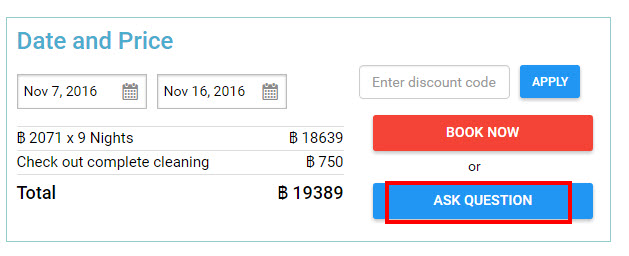 Date and Price
Nov 7, 2016
Nov 16, 2016
Enter discount code
APPLY
฿ 2071 x 9 Nights ฿ 18639
Check out complete cleaning ฿ 750
Total ฿ 19389
BOOK NOW
or
ASK QUESTION